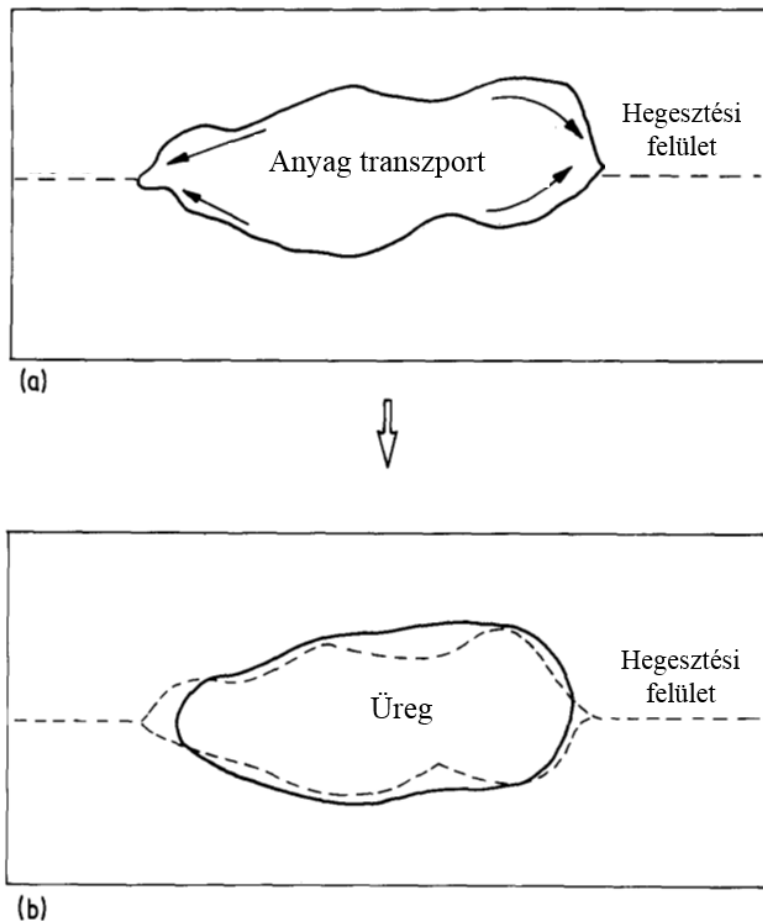 Hegesztési
felület
Anyag transzport
(a)
Hegesztési
felület
Üreg
(b)